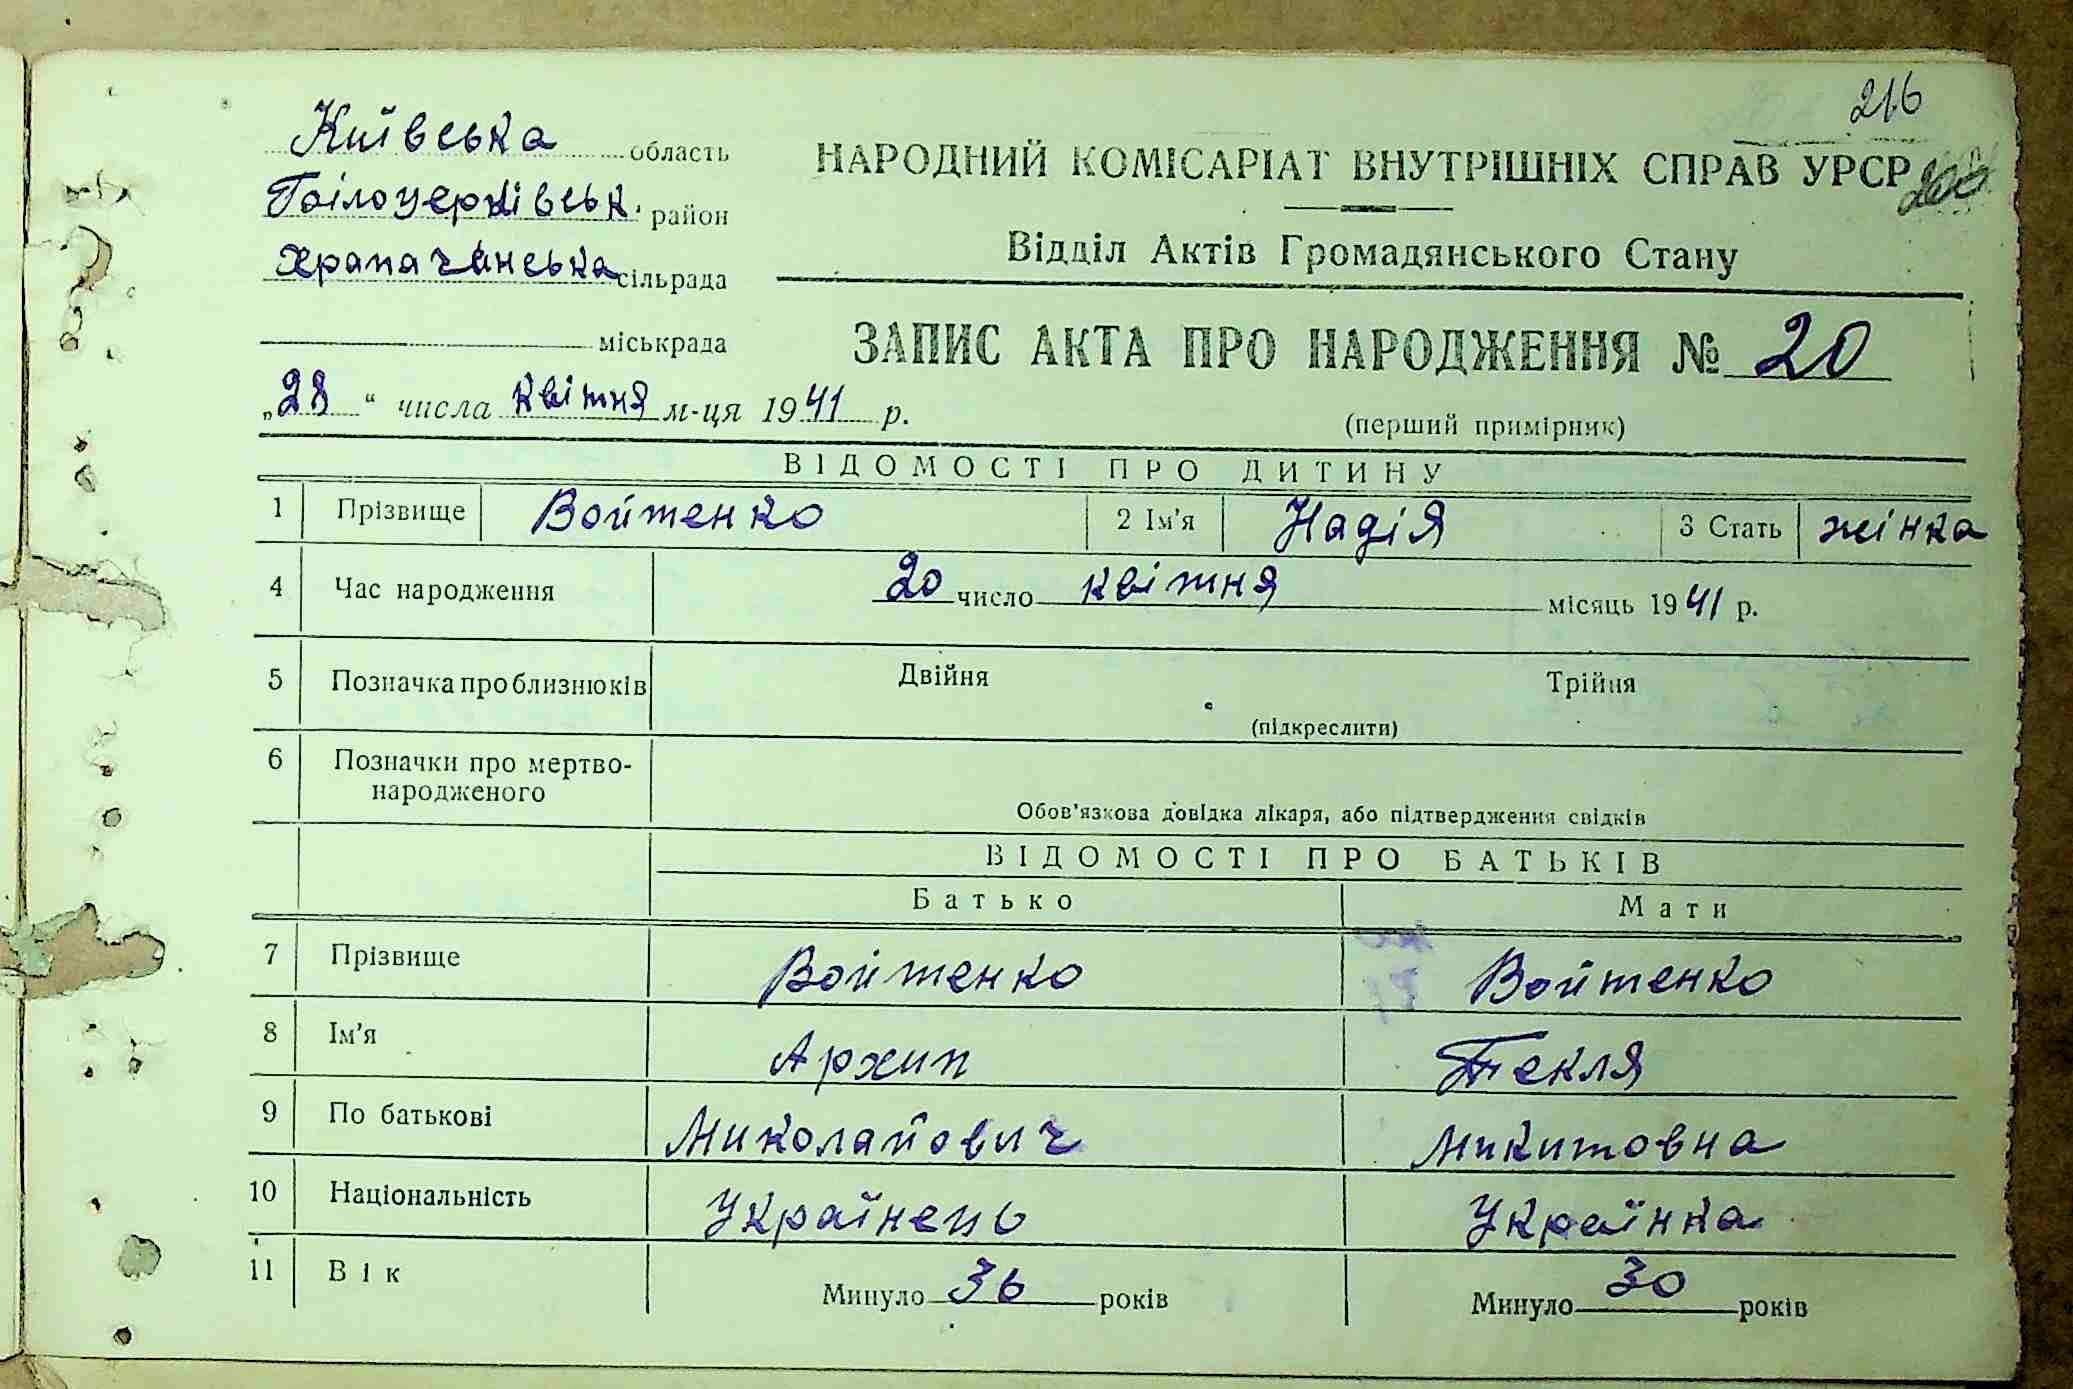 216
Київська область
Білоцерківськ. район
Храпачанська сільрада
міськрада
„28“ числа квітня м-ця 1941 р.
НАРОДНИЙ КОМІСАРІАТ ВНУТРІШНІХ СПРАВ УРСР
Відділ Актів Громадянського Стану
ЗАПИС АКТА ПРО НАРОДЖЕННЯ № 20
(перший примірник)
ВІДОМОСТІ ПРО ДИТИНУ
1 Прізвище Войтенко 2 Ім'я Надія 3 Стать жінка
4 Час народження 20 число квітня місяць 1941 р.
5 Позначка про близнюків Двійня Трійня
(підкреслити)
6 Позначки про мертво-
народженого
Обов'язкова довідка лікаря, або підтвердження свідків
ВІДОМОСТІ ПРО БАТЬКІВ
Батько Мати
7 Прізвище Войтенко Войтенко
8 Ім'я Архип Текля
9 По батькові Миколайович Микитовна
10 Національність Українець Українка
11 Вік Минуло 36 років Минуло 30 років